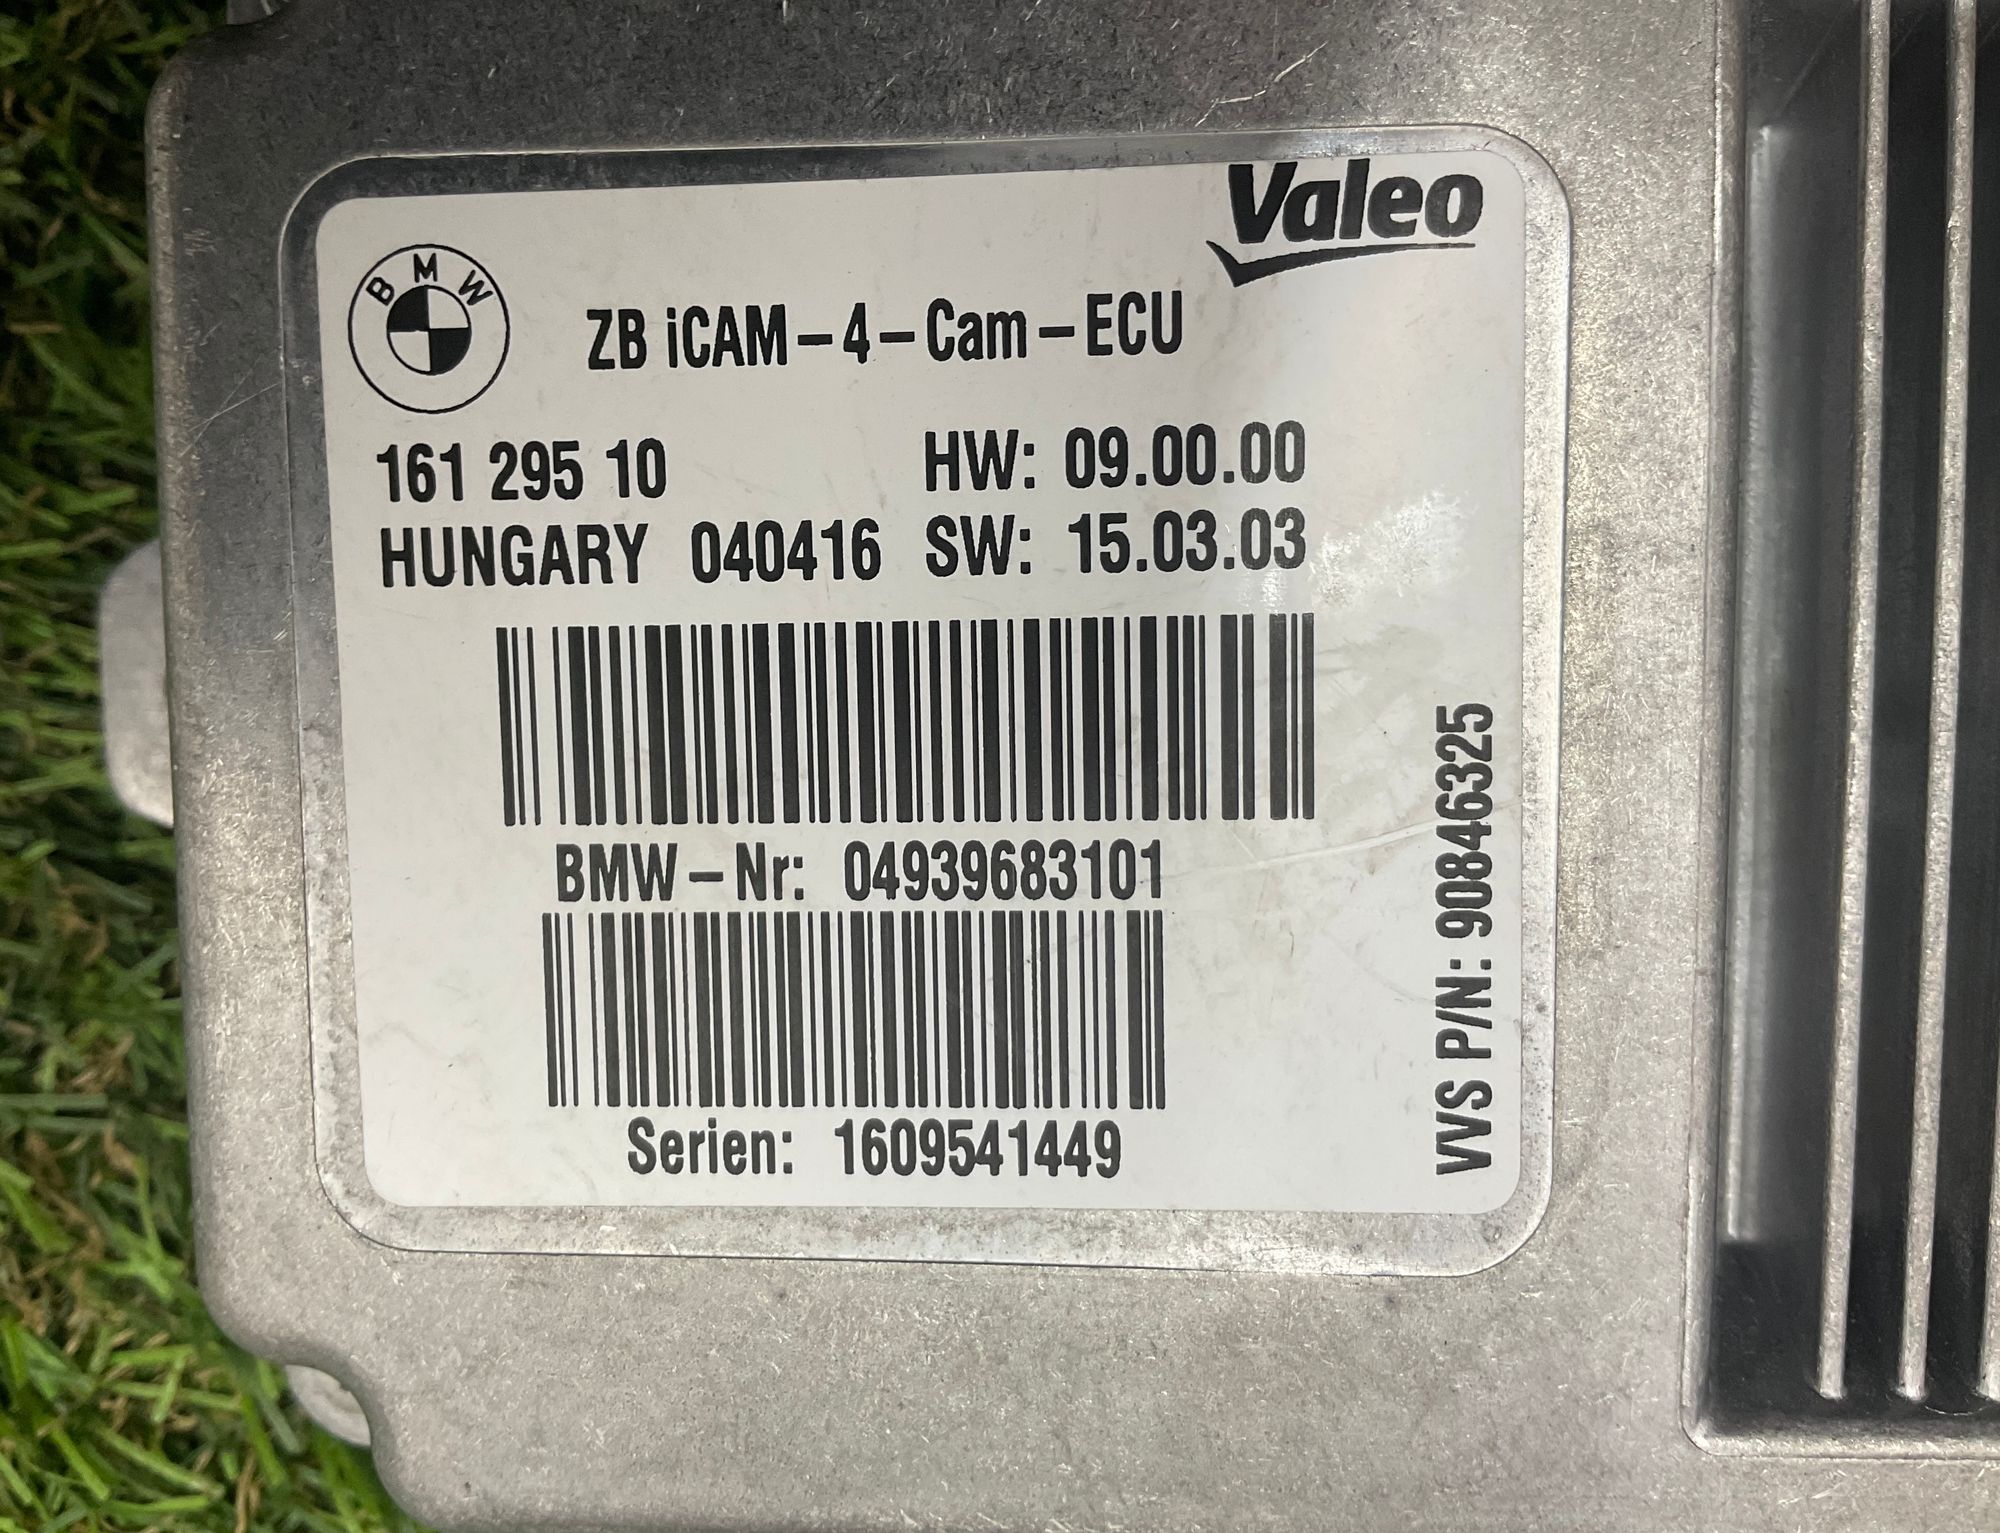 Valeo
BMW
ZB iCAM-4-Cam-ECU
161 295 10 HW: 09.00.00
HUNGARY 040416 SW: 15.03.03
BMW-Nr: 04939683101
Serien: 1609541449
VVS P/N: 90846325